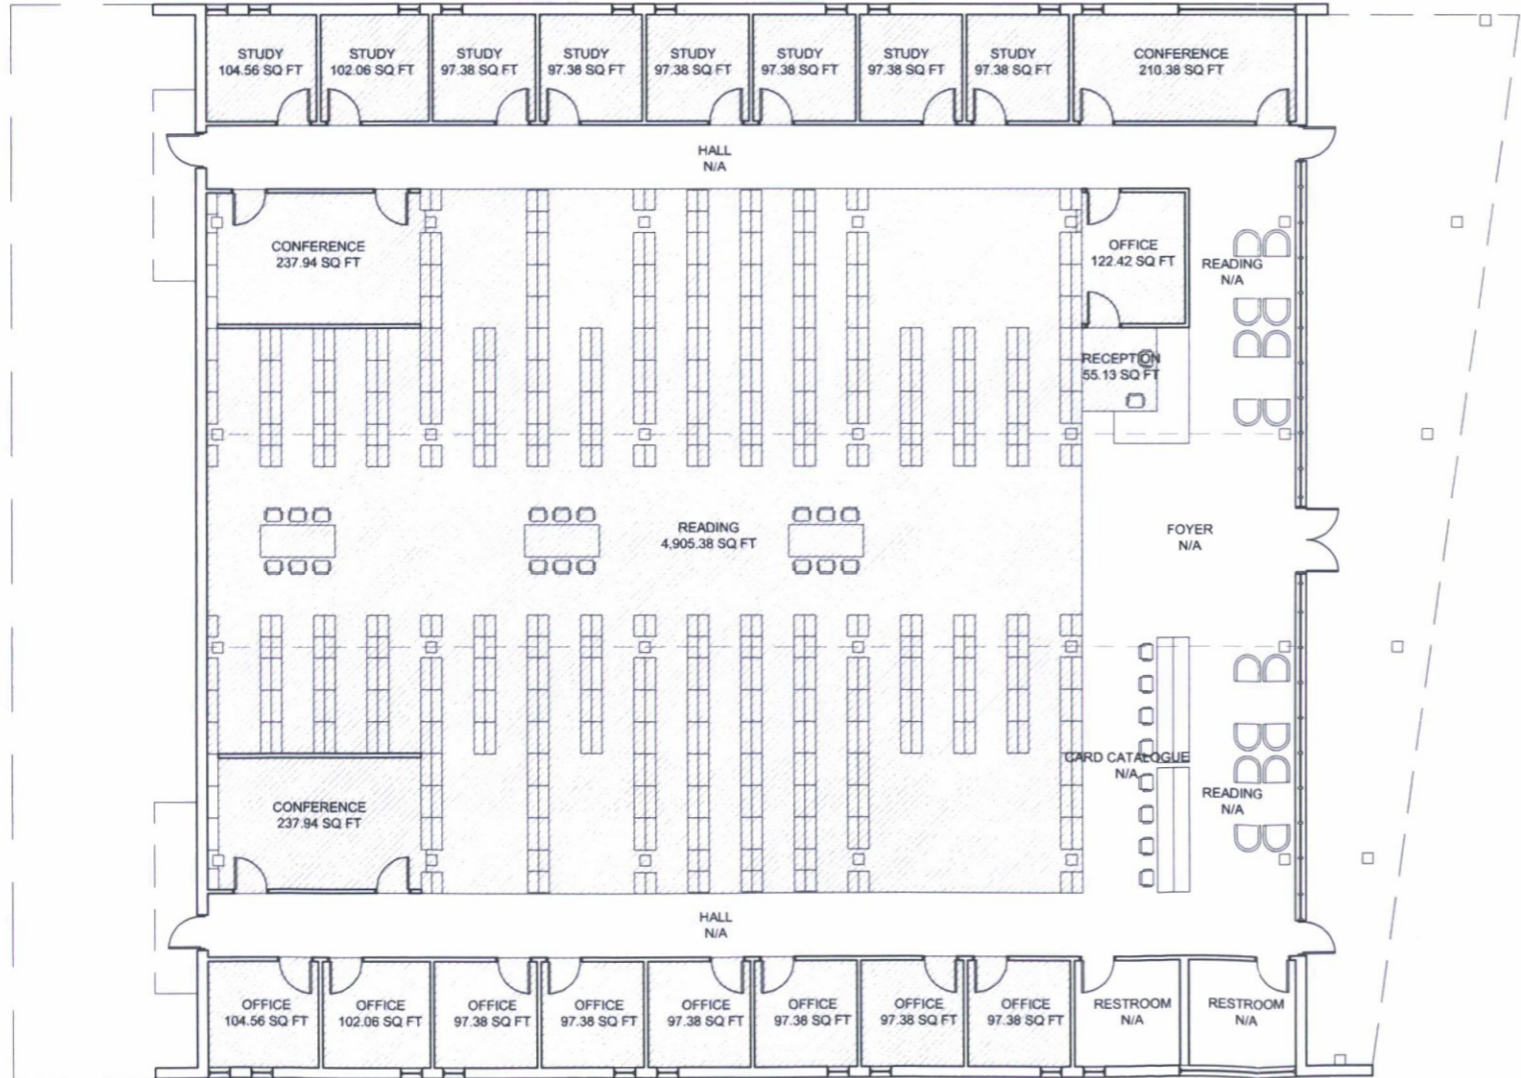 STUDY
104.56 SQ FT
STUDY
102.06 SQ FT
STUDY
97.38 SQ FT
STUDY
97.38 SQ FT
STUDY
97.38 SQ FT
STUDY
97.38 SQ FT
STUDY
97.38 SQ FT
STUDY
97.38 SQ FT
CONFERENCE
210.38 SQ FT
HALL
N/A
CONFERENCE
237.94 SQ FT
OFFICE
122.42 SQ FT
READING
N/A
RECEPTION
55.13 SQ FT
READING
4,905.38 SQ FT
FOYER
N/A
CARD CATALOGUE
N/A
READING
N/A
CONFERENCE
237.94 SQ FT
HALL
N/A
OFFICE
104.56 SQ FT
OFFICE
102.06 SQ FT
OFFICE
97.38 SQ FT
OFFICE
97.38 SQ FT
OFFICE
97.38 SQ FT
OFFICE
97.38 SQ FT
OFFICE
97.38 SQ FT
OFFICE
97.38 SQ FT
RESTROOM
N/A
RESTROOM
N/A